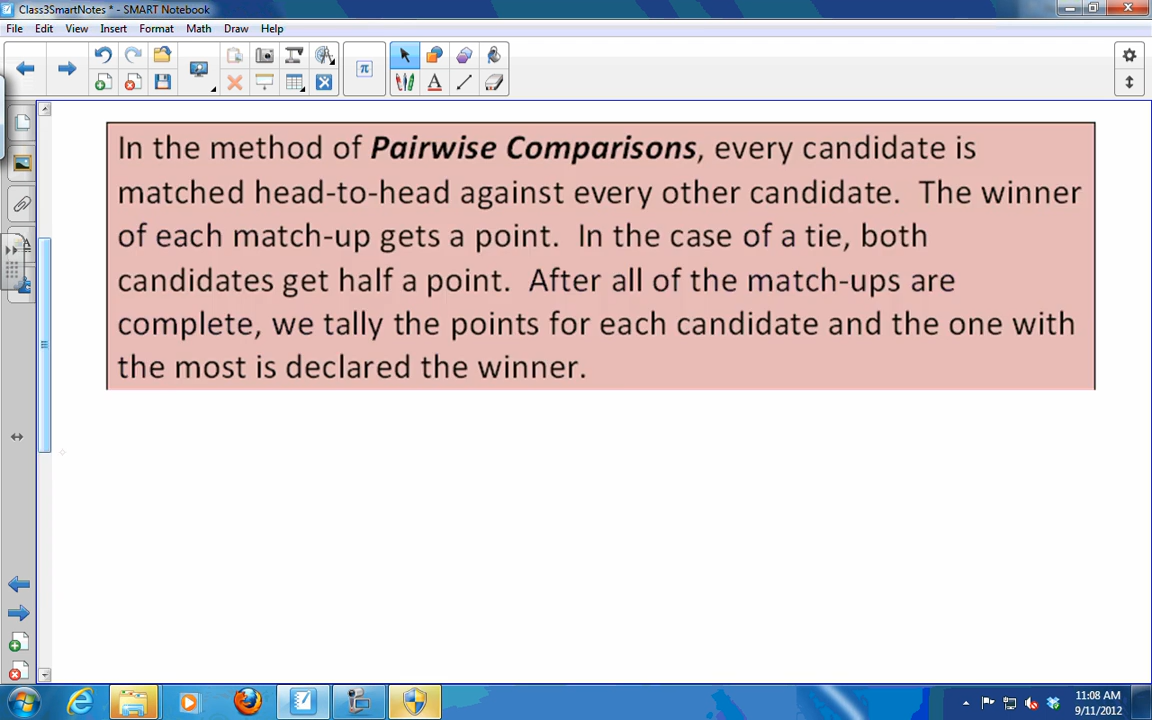 Class3SmartNotes * - SMART Notebook
File Edit View Insert Format Math Draw Help
π
A
In the method of Pairwise Comparisons, every candidate is
matched head-to-head against every other candidate. The winner
of each match-up gets a point. In the case of a tie, both
candidates get half a point. After all of the match-ups are
complete, we tally the points for each candidate and the one with
the most is declared the winner.
11:08 AM
9/11/2012